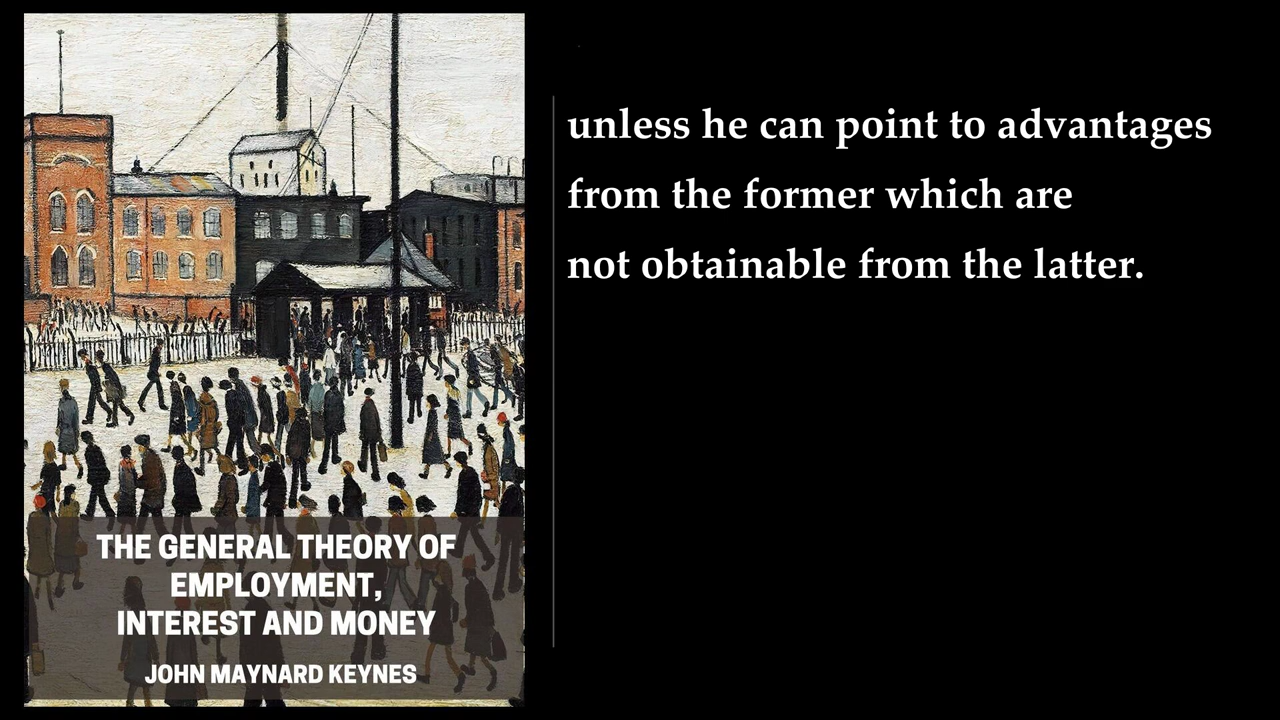 unless he can point to advantages
from the former which are
not obtainable from the latter.
THE GENERAL THEORY OF
EMPLOYMENT,
INTEREST AND MONEY
JOHN MAYNARD KEYNES